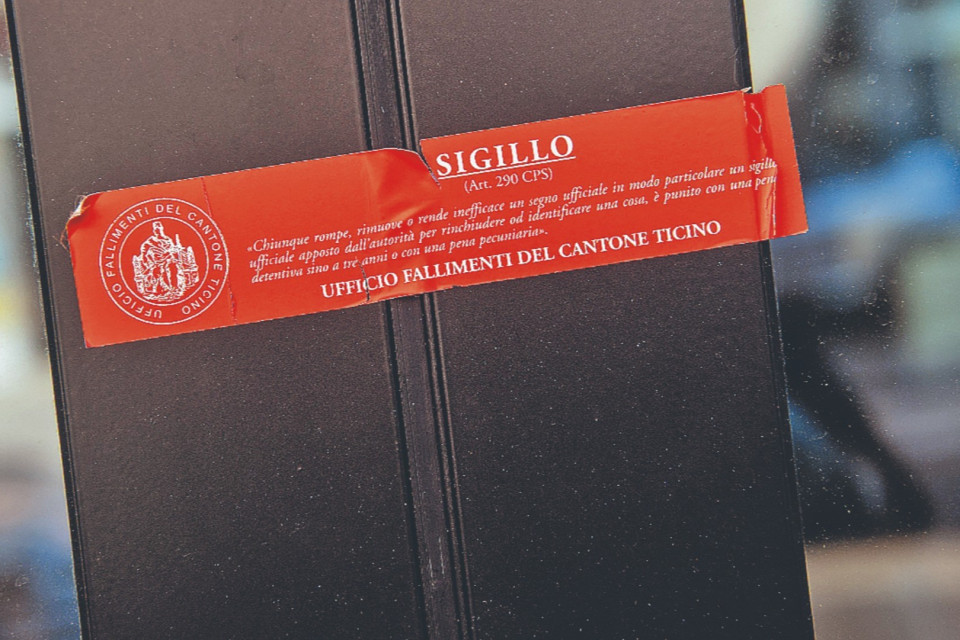 SIGILLO
(Art. 290 CPS)
«Chiunque rompe, rimuove o rende inefficace un segno ufficiale in modo particolare un sigillo
ufficiale apposto dall'autorità per rinchiudere od identificare una cosa, è punito con una pena
detentiva sino a tre anni o con una pena pecuniaria».
UFFICIO FALLIMENTI DEL CANTONE TICINO
UFFICIO FALLIMENTI DEL CANTONE TICINO